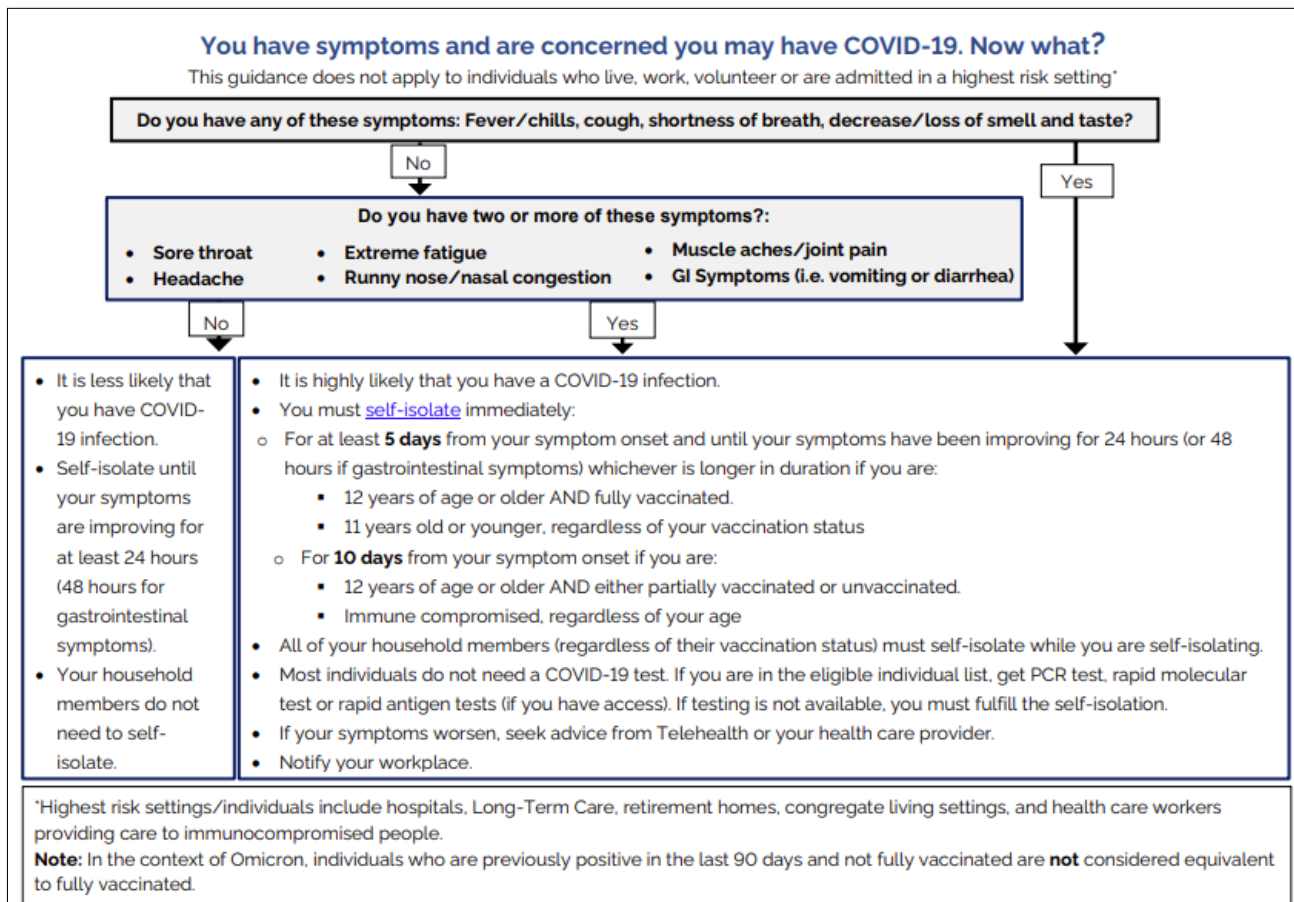 You have symptoms and are concerned you may have COVID-19. Now what?
This guidance does not apply to individuals who live, work, volunteer or are admitted in a highest risk setting*
Do you have any of these symptoms: Fever/chills, cough, shortness of breath, decrease/loss of smell and taste?
No
Yes
Do you have two or more of these symptoms?:
• Sore throat
• Headache
• Extreme fatigue
• Runny nose/nasal congestion
• Muscle aches/joint pain
• GI Symptoms (i.e. vomiting or diarrhea)
No
Yes
• It is less likely that
you have COVID-
19 infection.
• Self-isolate until
your symptoms
are improving for
at least 24 hours
(48 hours for
gastrointestinal
symptoms).
• Your household
members do not
need to self-
isolate.
• It is highly likely that you have a COVID-19 infection.
• You must self-isolate immediately:
o For at least 5 days from your symptom onset and until your symptoms have been improving for 24 hours (or 48
hours if gastrointestinal symptoms) whichever is longer in duration if you are:
▪ 12 years of age or older AND fully vaccinated.
▪ 11 years old or younger, regardless of your vaccination status
o For 10 days from your symptom onset if you are:
▪ 12 years of age or older AND either partially vaccinated or unvaccinated.
▪ Immune compromised, regardless of your age
• All of your household members (regardless of their vaccination status) must self-isolate while you are self-isolating.
• Most individuals do not need a COVID-19 test. If you are in the eligible individual list, get PCR test, rapid molecular
test or rapid antigen tests (if you have access). If testing is not available, you must fulfill the self-isolation.
• If your symptoms worsen, seek advice from Telehealth or your health care provider.
• Notify your workplace.
*Highest risk settings/individuals include hospitals, Long-Term Care, retirement homes, congregate living settings, and health care workers
providing care to immunocompromised people.
Note: In the context of Omicron, individuals who are previously positive in the last 90 days and not fully vaccinated are not considered equivalent
to fully vaccinated.